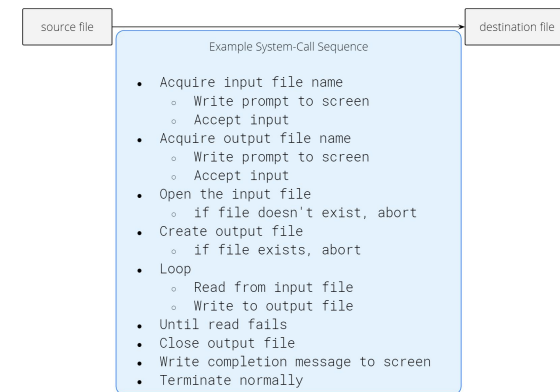 source file
destination file
Example System-Call Sequence
• Acquire input file name
◦ Write prompt to screen
◦ Accept input
• Acquire output file name
◦ Write prompt to screen
◦ Accept input
• Open the input file
◦ if file doesn't exist, abort
• Create output file
◦ if file exists, abort
• Loop
◦ Read from input file
◦ Write to output file
• Until read fails
• Close output file
• Write completion message to screen
• Terminate normally